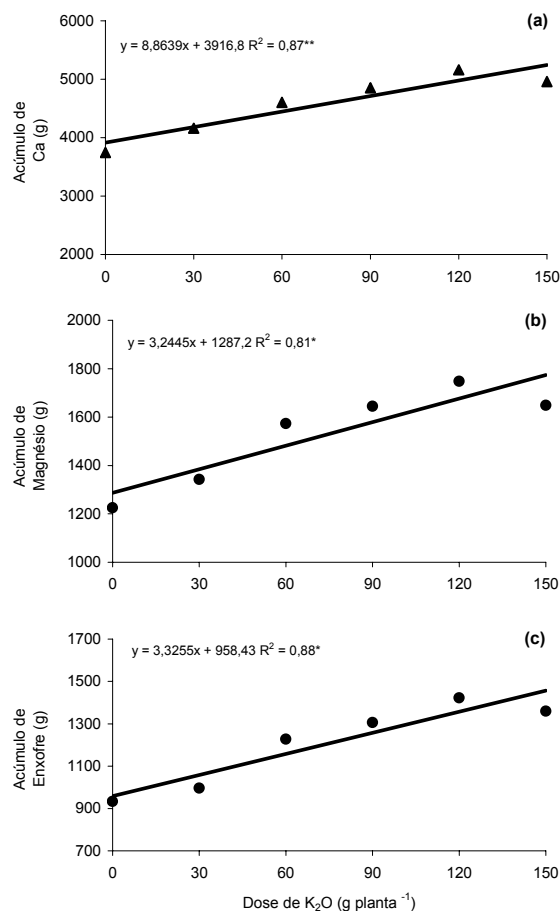 (a)
y = 8,8639x + 3916,8 R² = 0,87**
Acúmulo de
Ca (g)
6000
5000
4000
3000
2000
0 30 60 90 120 150
(b)
y = 3,2445x + 1287,2 R² = 0,81*
Acúmulo de
Magnésio (g)
2000
1800
1600
1400
1200
1000
0 30 60 90 120 150
(c)
y = 3,3255x + 958,43 R² = 0,88*
Acúmulo de
Enxofre (g)
1700
1500
1300
1100
900
700
0 30 60 90 120 150
Dose de K₂O (g planta ⁻¹)